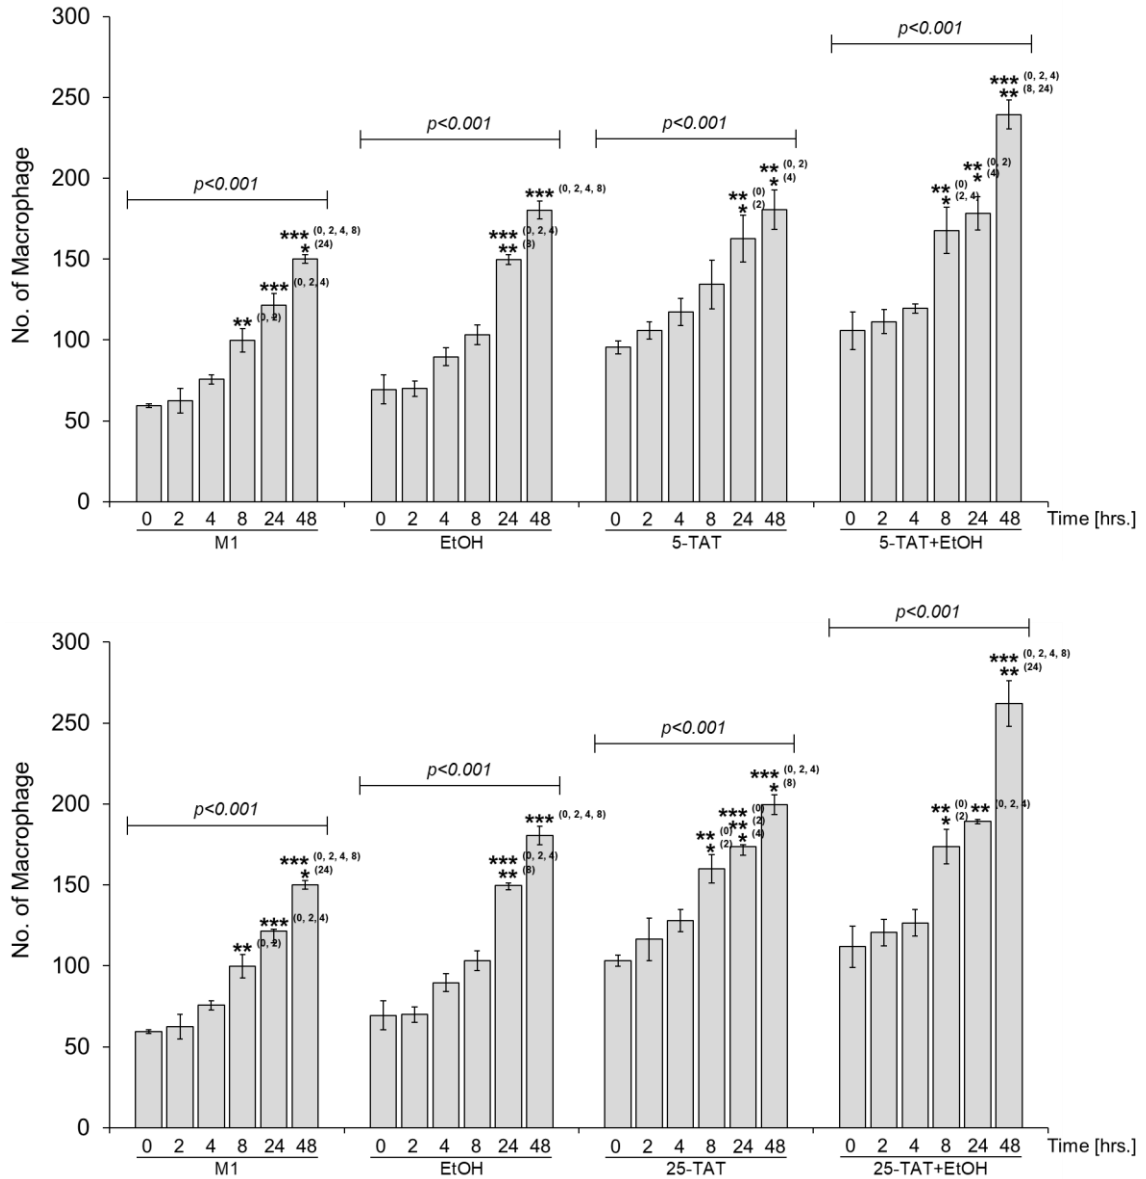 300
p<0.001
*** (0, 2, 4)
** (8, 24)
250
p<0.001
p<0.001
p<0.001
200
** (0, 2)
* (4)
*** (0, 2, 4, 8)
** (0)
* (2, 4)
** (0, 2)
* (4)
** (0)
* (2)
*** (0, 2, 4, 8)
* (24)
*** (0, 2, 4)
** (8)
150
*** (0, 2, 4)
** (0, 2)
100
50
0
No. of Macrophage
0 2 4 8 24 48 0 2 4 8 24 48 0 2 4 8 24 48 0 2 4 8 24 48 Time [hrs.]
M1 EtOH 5-TAT 5-TAT+EtOH
p<0.001
300
*** (0, 2, 4, 8)
** (24)
250
p<0.001
p<0.001
p<0.001
*** (0, 2, 4)
* (8)
200
*** (0, 2, 4, 8)
** (0)
* (2)
*** (0)
** (2)
* (4)
** (0)
* (2)
** (0, 2, 4)
*** (0, 2, 4, 8)
* (24)
*** (0, 2, 4)
** (8)
150
*** (0, 2, 4)
** (0, 2)
100
50
0
No. of Macrophage
0 2 4 8 24 48 0 2 4 8 24 48 0 2 4 8 24 48 0 2 4 8 24 48 Time [hrs.]
M1 EtOH 25-TAT 25-TAT+EtOH